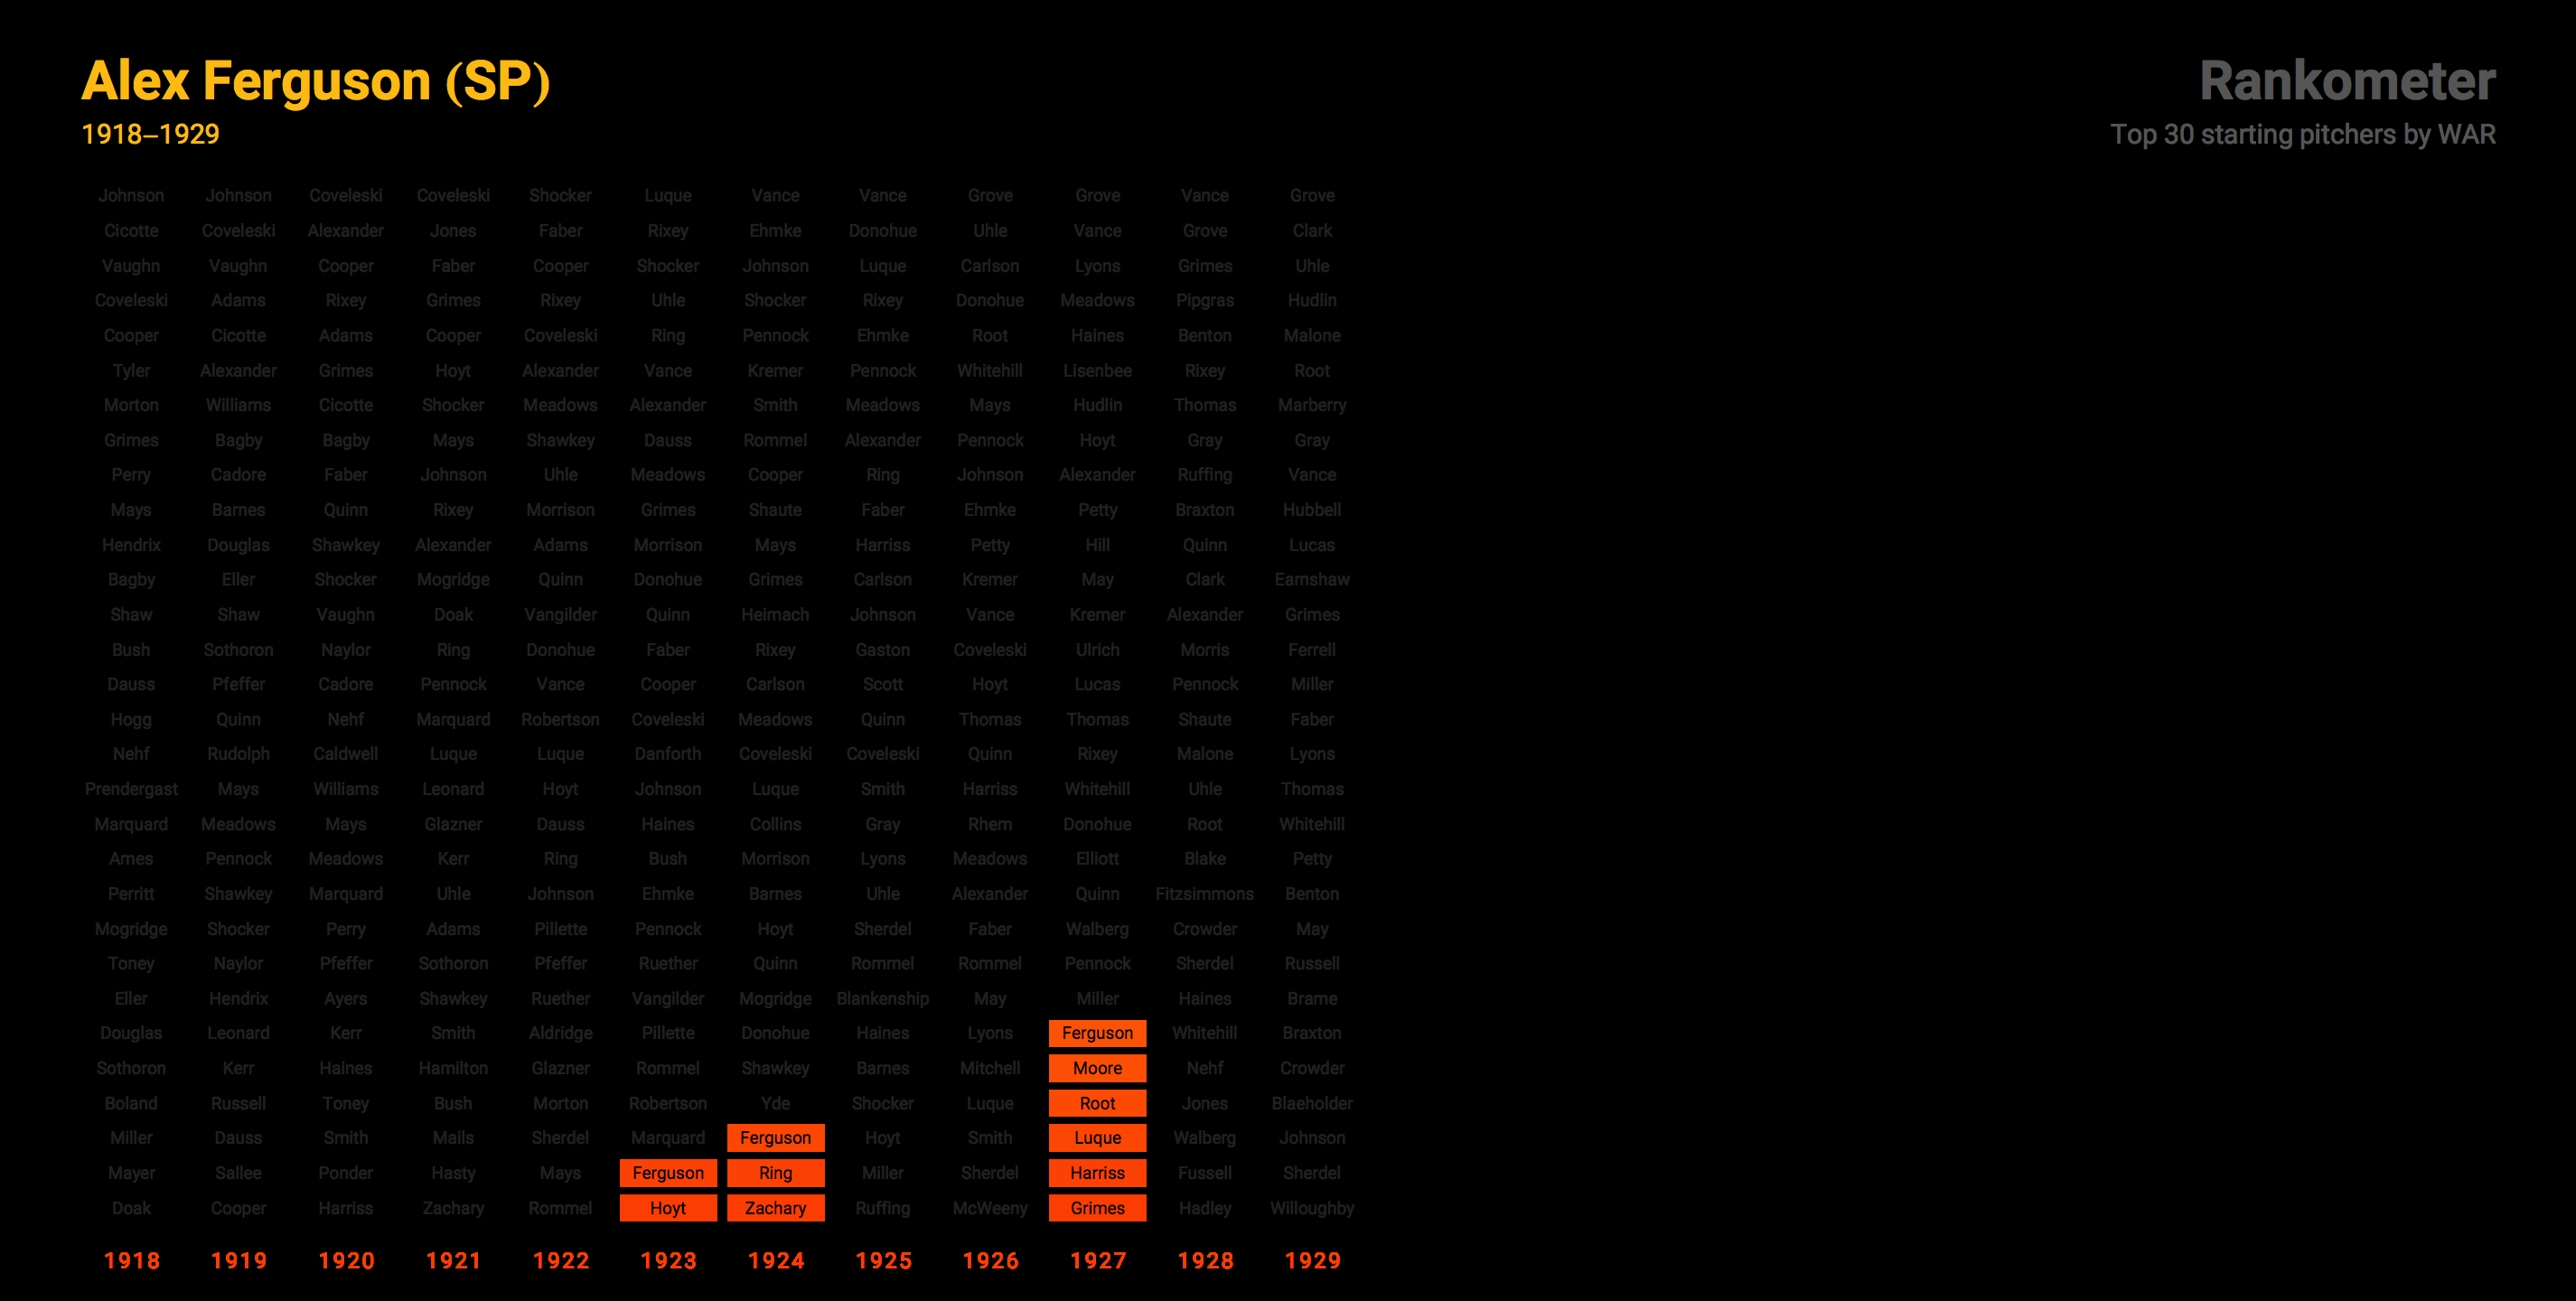 Alex Ferguson (SP)
Rankometer
1918–1929
Top 30 starting pitchers by WAR
Johnson Johnson Coveleski Coveleski Shocker Luque Vance Vance Grove Grove Vance Grove
Cicotte Coveleski Alexander Jones Faber Rixey Ehmke Donohue Uhle Vance Grove Clark
Vaughn Vaughn Cooper Faber Cooper Shocker Johnson Luque Carlson Lyons Grimes Uhle
Coveleski Adams Rixey Grimes Rixey Uhle Shocker Rixey Donohue Meadows Pipgras Hudlin
Cooper Cicotte Adams Cooper Coveleski Ring Pennock Ehmke Root Haines Benton Malone
Tyler Alexander Grimes Hoyt Alexander Vance Kremer Pennock Whitehill Lisenbee Rixey Root
Morton Williams Cicotte Shocker Meadows Alexander Smith Meadows Mays Hudlin Thomas Marberry
Grimes Bagby Bagby Mays Shawkey Dauss Rommel Alexander Pennock Hoyt Gray Gray
Perry Cadore Faber Johnson Uhle Meadows Cooper Ring Johnson Alexander Ruffing Vance
Mays Barnes Quinn Rixey Morrison Grimes Shaute Faber Ehmke Petty Braxton Hubbell
Hendrix Douglas Shawkey Alexander Adams Morrison Mays Harriss Petty Hill Quinn Lucas
Bagby Eller Shocker Mogridge Quinn Donohue Grimes Carlson Kremer May Clark Earnshaw
Shaw Shaw Vaughn Doak Vangilder Quinn Heimach Johnson Vance Kremer Alexander Grimes
Bush Sothoron Naylor Ring Donohue Faber Rixey Gaston Coveleski Ulrich Morris Ferrell
Dauss Pfeffer Cadore Pennock Vance Cooper Carlson Scott Hoyt Lucas Pennock Miller
Hogg Quinn Nehf Marquard Robertson Coveleski Meadows Quinn Thomas Thomas Shaute Faber
Nehf Rudolph Caldwell Luque Luque Danforth Coveleski Coveleski Quinn Rixey Malone Lyons
Prendergast Mays Williams Leonard Hoyt Johnson Luque Smith Harriss Whitehill Uhle Thomas
Marquard Meadows Mays Glazner Dauss Haines Collins Gray Rhem Donohue Root Whitehill
Ames Pennock Meadows Kerr Ring Bush Morrison Lyons Meadows Elliott Blake Petty
Perritt Shawkey Marquard Uhle Johnson Ehmke Barnes Uhle Alexander Quinn Fitzsimmons Benton
Mogridge Shocker Perry Adams Pillette Pennock Hoyt Sherdel Faber Walberg Crowder May
Toney Naylor Pfeffer Sothoron Pfeffer Ruether Quinn Rommel Rommel Pennock Sherdel Russell
Eller Hendrix Ayers Shawkey Ruether Vangilder Mogridge Blankenship May Miller Haines Brame
Douglas Leonard Kerr Smith Aldridge Pillette Donohue Haines Lyons Ferguson Whitehill Braxton
Sothoron Kerr Haines Hamilton Glazner Rommel Shawkey Barnes Mitchell Moore Nehf Crowder
Boland Russell Toney Bush Morton Robertson Yde Shocker Luque Root Jones Blaeholder
Miller Dauss Smith Mails Sherdel Marquard Ferguson Hoyt Smith Luque Walberg Johnson
Mayer Sallee Ponder Hasty Mays Ferguson Ring Miller Sherdel Harriss Fussell Sherdel
Doak Cooper Harriss Zachary Rommel Hoyt Zachary Ruffing McWeeny Grimes Hadley Willoughby
1918 1919 1920 1921 1922 1923 1924 1925 1926 1927 1928 1929